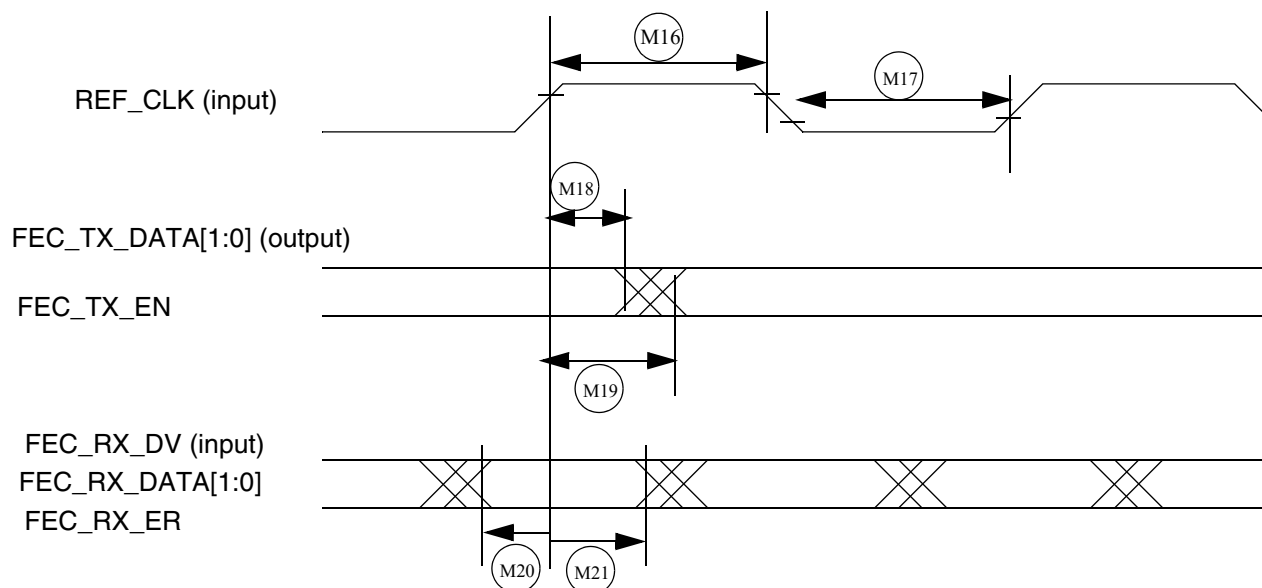 M16
M17
REF_CLK (input)
M18
FEC_TX_DATA[1:0] (output)
FEC_TX_EN
M19
FEC_RX_DV (input)
FEC_RX_DATA[1:0]
FEC_RX_ER
M20
M21